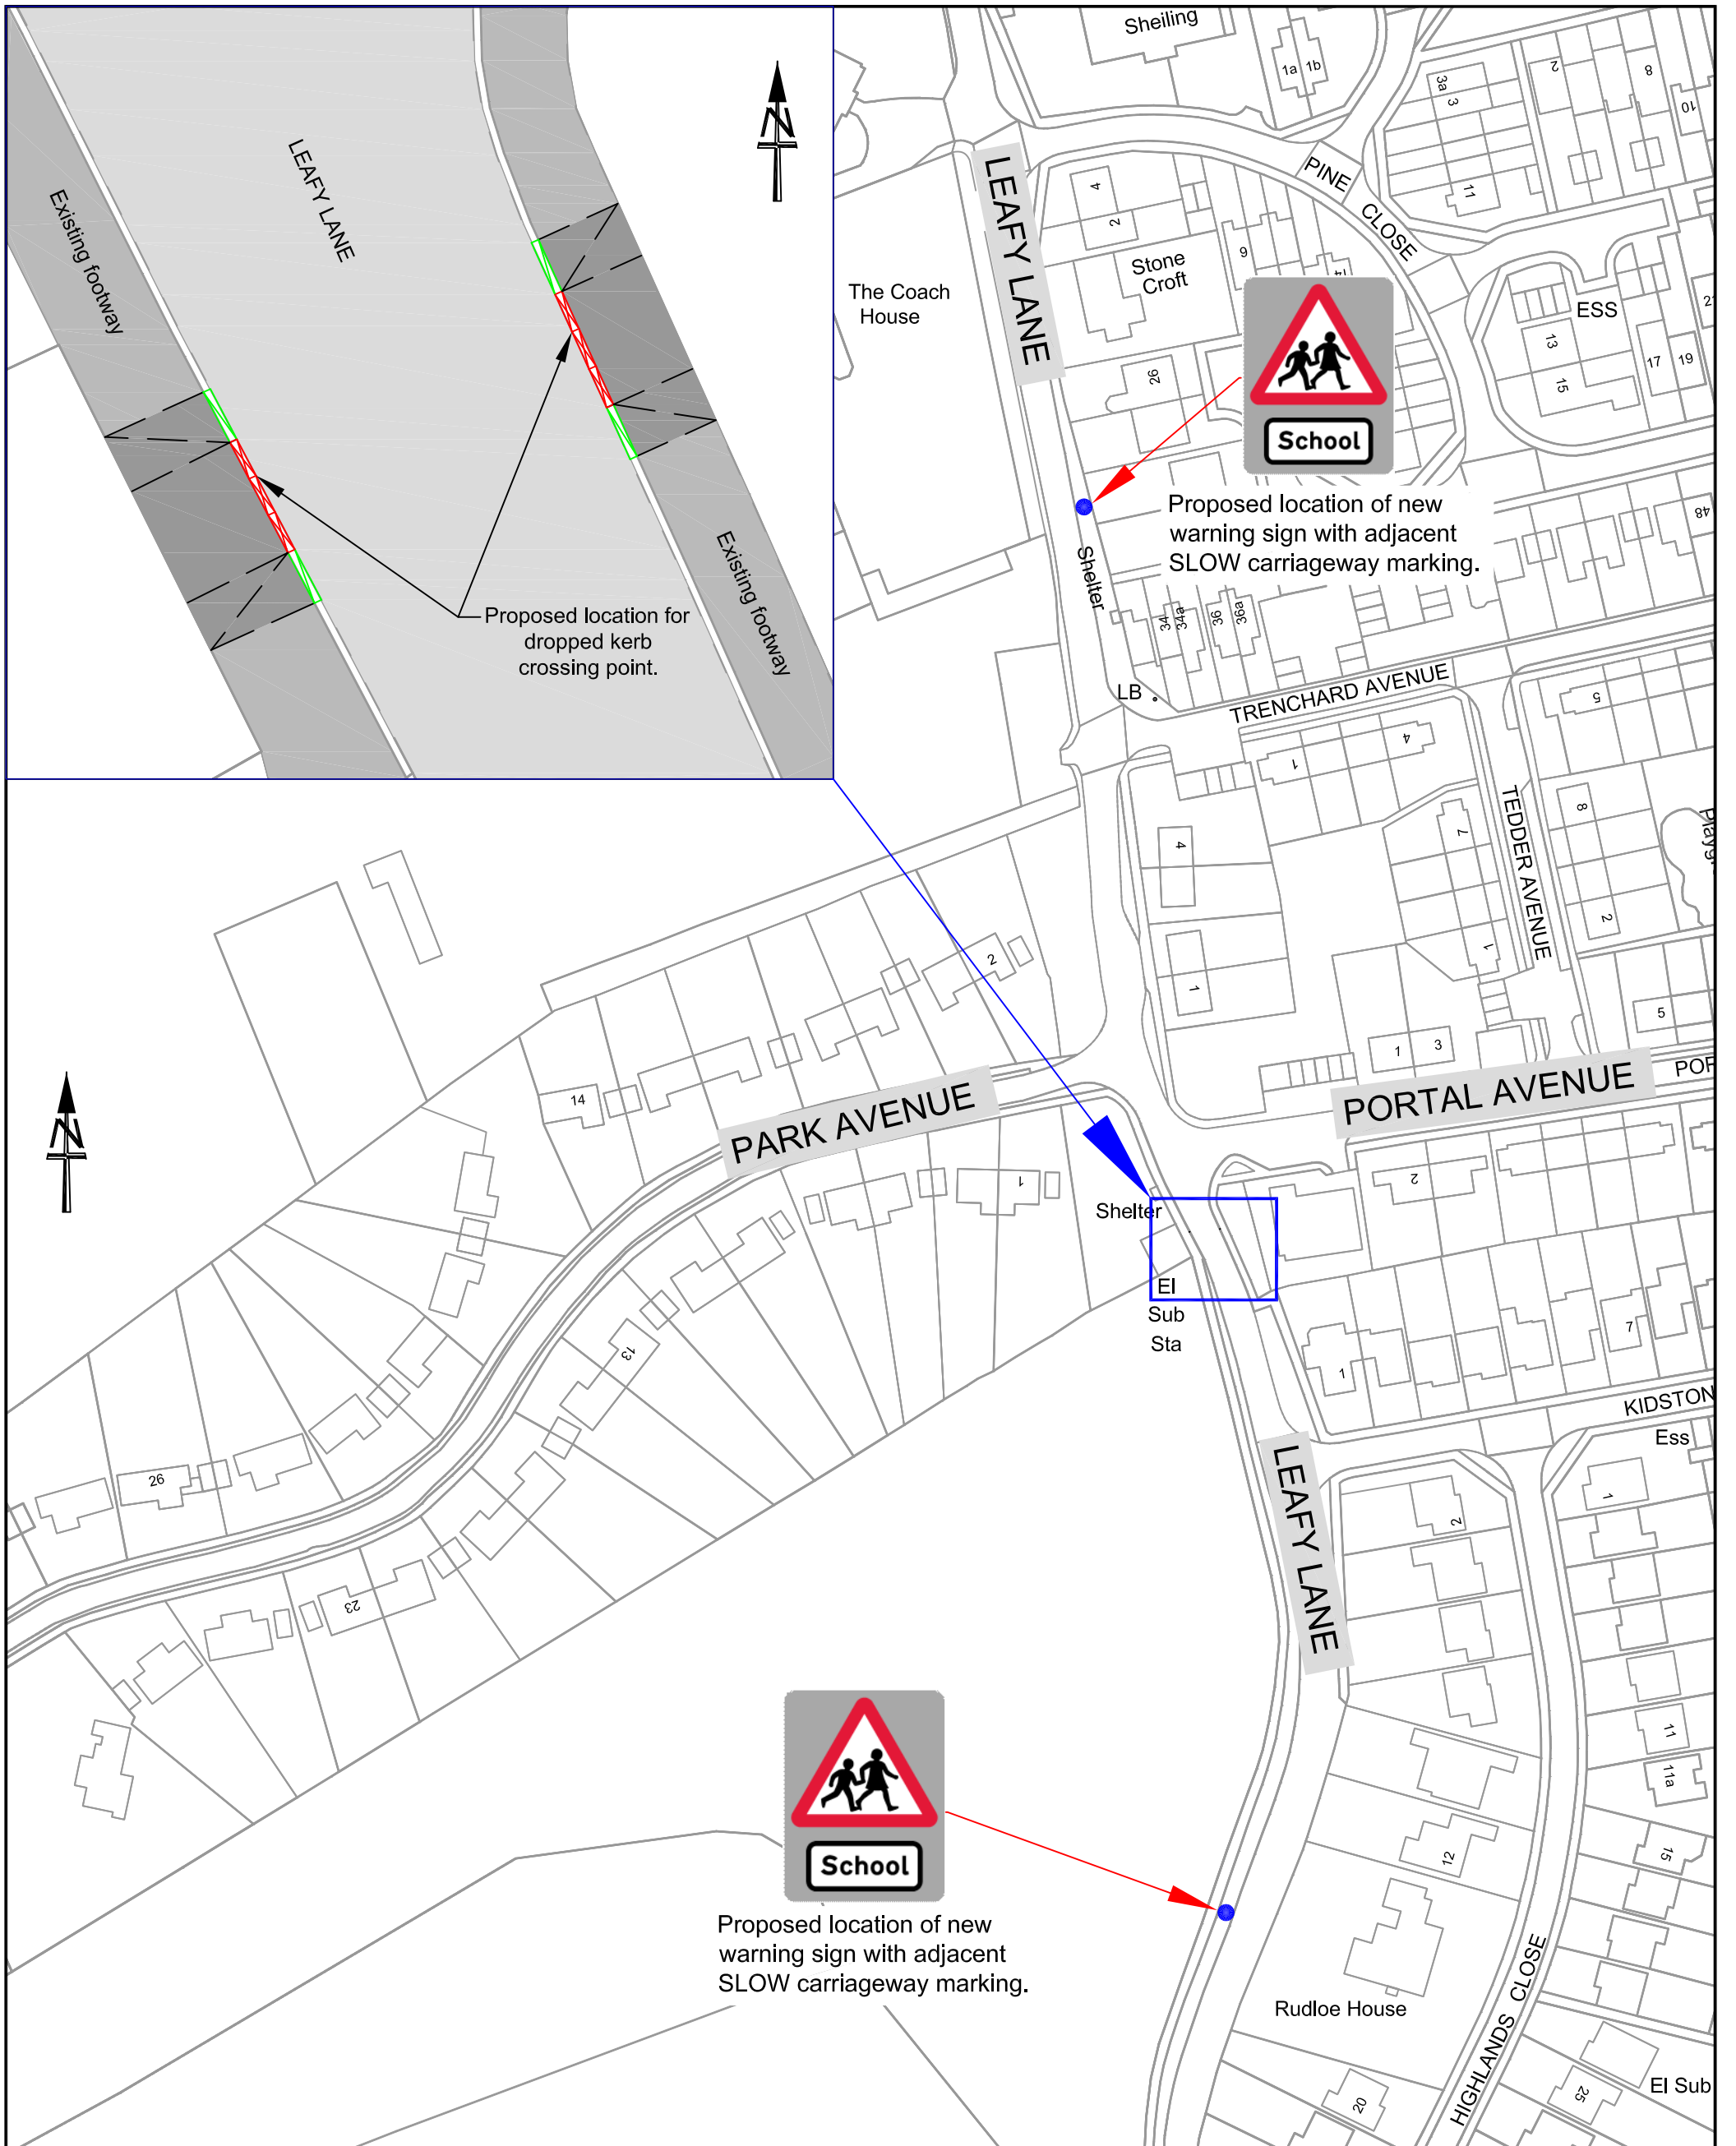 LEAFY LANE
Existing footway
Existing footway
Proposed location for
dropped kerb
crossing point.
N
Sheiling
1a
1b
3a
3
2
8
10
LEAFY LANE
4
2
PINE
CLOSE
11
The Coach
House
Stone
Croft
9
14
ESS
13
15
17
19
26
School
Proposed location of new
warning sign with adjacent
SLOW carriageway marking.
48
Shelter
34
34a
36
36a
LB
TRENCHARD AVENUE
5
1
4
TEDDER AVENUE
7
8
4
2
1
1
2
5
1
3
N
14
PARK AVENUE
PORTAL AVENUE
1
2
Shelter
El
Sub
Sta
1
7
13
KIDSTON
Ess
26
LEAFY LANE
2
1
23
11
11a
School
Proposed location of new
warning sign with adjacent
SLOW carriageway marking.
12
15
Rudloe House
HIGHLANDS CLOSE
20
25
El Sub